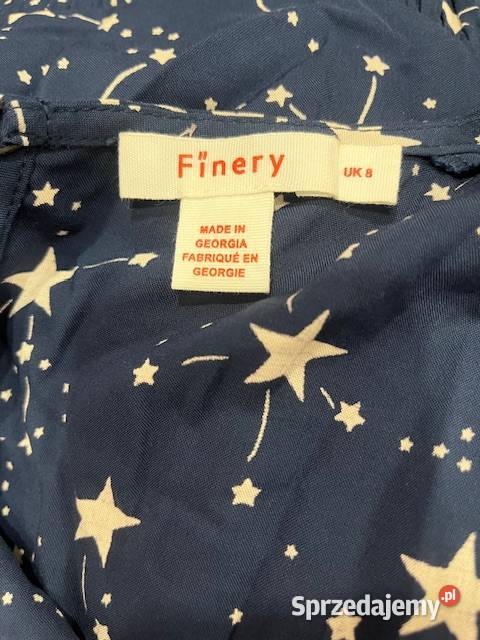 Finery
UK 8
MADE IN
GEORGIA
FABRIQUÉ EN
GEORGIE
Sprzedajemy.pl